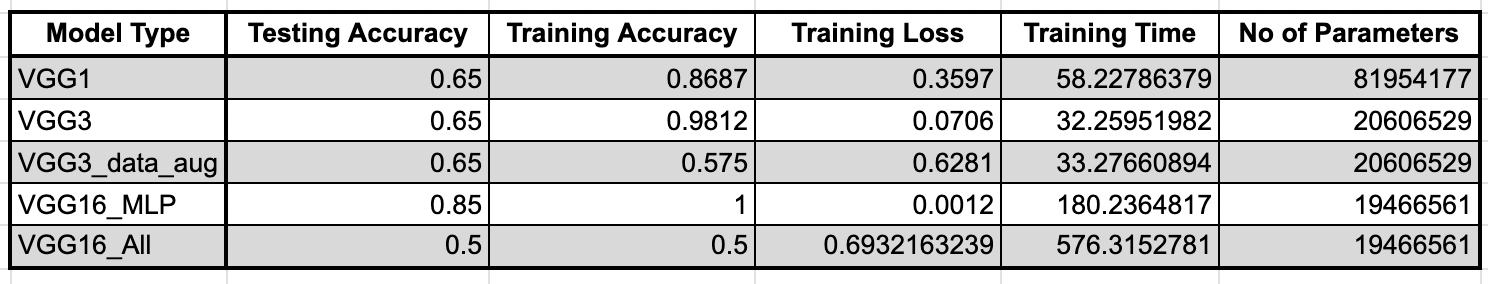 Model Type Testing Accuracy Training Accuracy Training Loss Training Time No of Parameters
VGG1 0.65 0.8687 0.3597 58.22786379 81954177
VGG3 0.65 0.9812 0.0706 32.25951982 20606529
VGG3_data_aug 0.65 0.575 0.6281 33.27660894 20606529
VGG16_MLP 0.85 1 0.0012 180.2364817 19466561
VGG16_All 0.5 0.5 0.6932163239 576.3152781 19466561